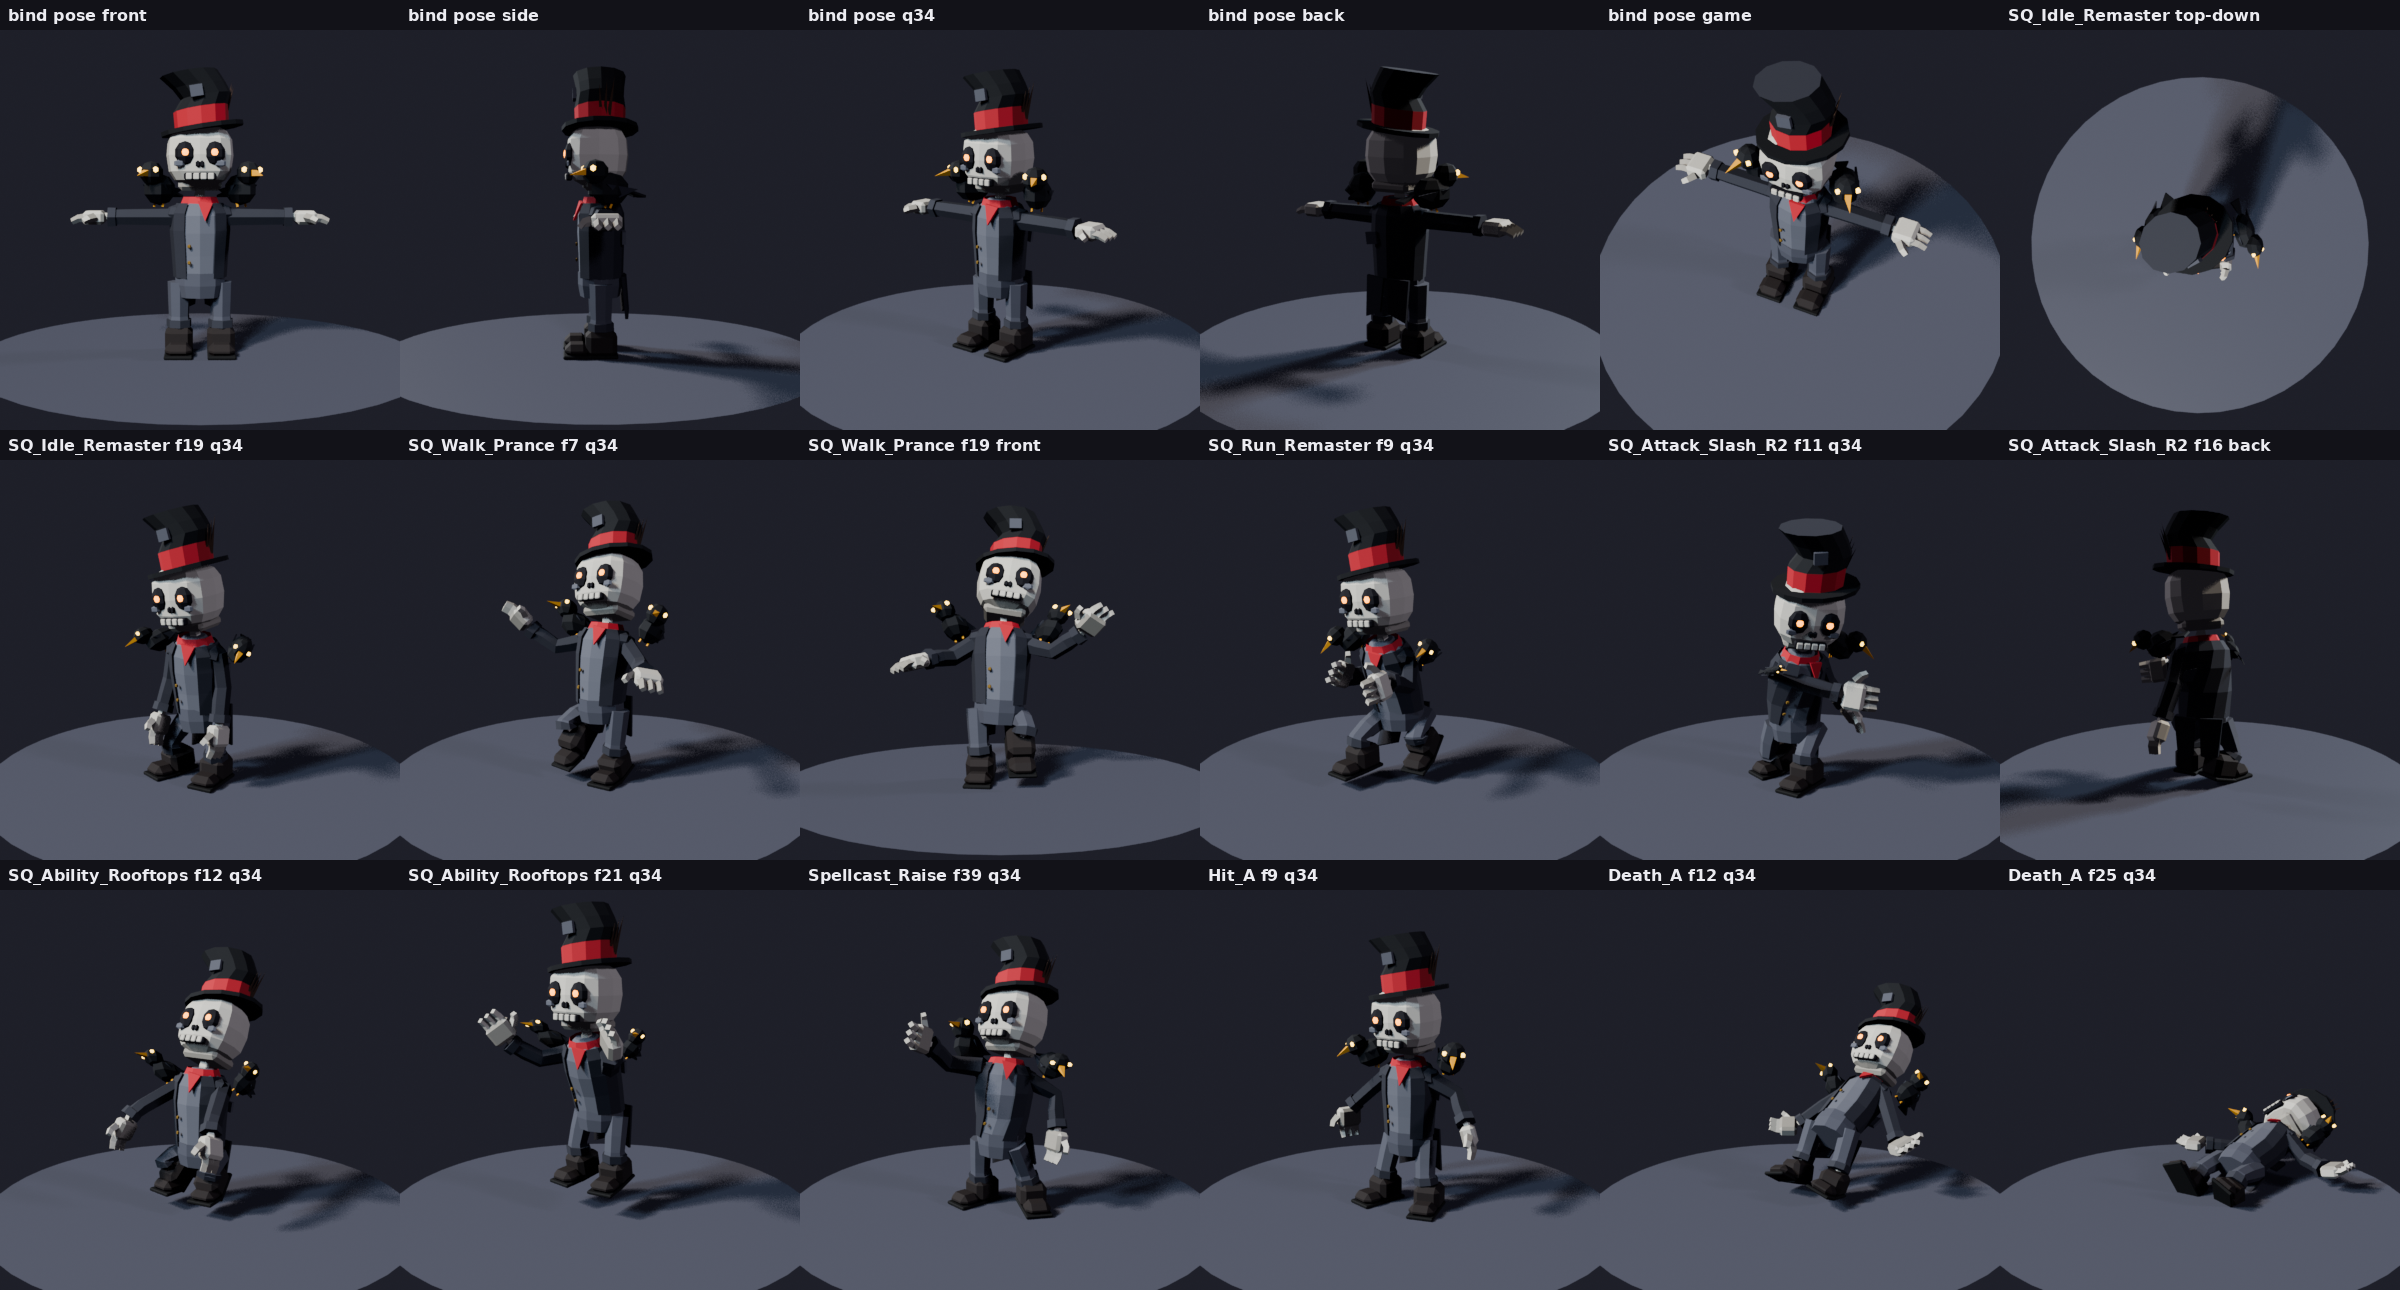 bind pose front
bind pose side
bind pose q34
bind pose back
bind pose game
SQ_Idle_Remaster top-down
SQ_Idle_Remaster f19 q34
SQ_Walk_Prance f7 q34
SQ_Walk_Prance f19 front
SQ_Run_Remaster f9 q34
SQ_Attack_Slash_R2 f11 q34
SQ_Attack_Slash_R2 f16 back
SQ_Ability_Rooftops f12 q34
SQ_Ability_Rooftops f21 q34
Spellcast_Raise f39 q34
Hit_A f9 q34
Death_A f12 q34
Death_A f25 q34